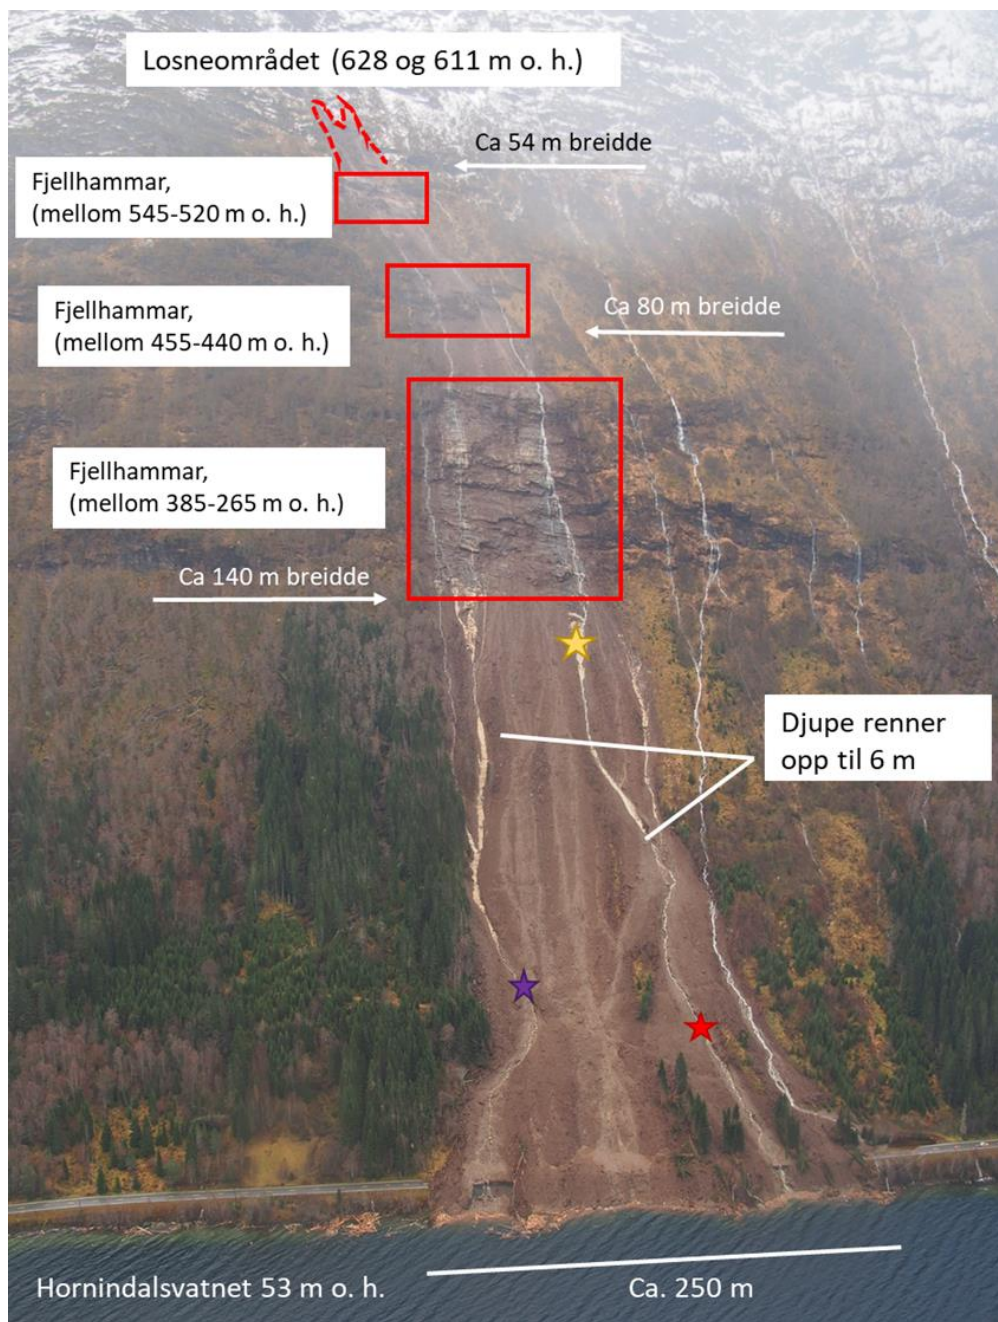 Losneområdet (628 og 611 m o. h.)
Ca 54 m breidde
Fjellhammar,
(mellom 545-520 m o. h.)
Fjellhammar,
(mellom 455-440 m o. h.)
Ca 80 m breidde
Fjellhammar,
(mellom 385-265 m o. h.)
Ca 140 m breidde
Djupe renner
opp til 6 m
Hornindalsvatnet 53 m o. h.
Ca. 250 m